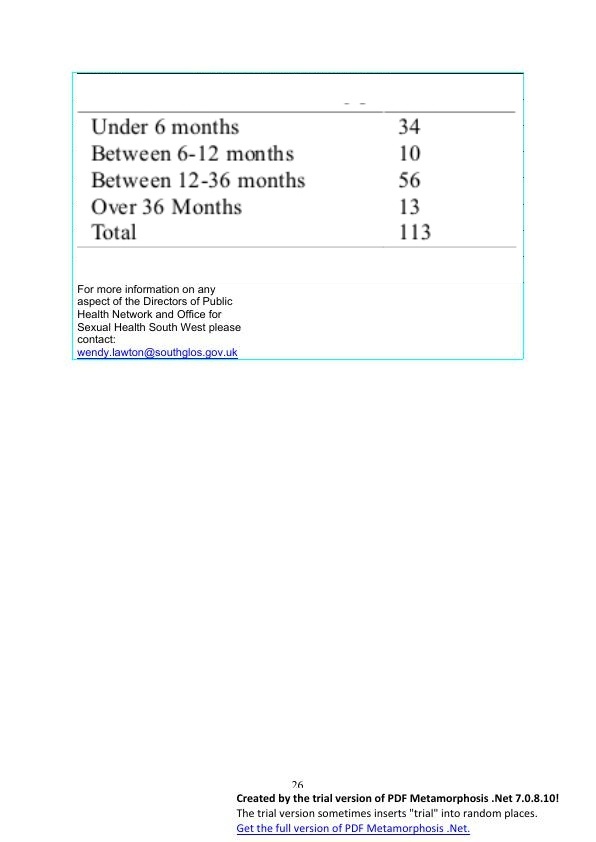 Under 6 months 34
Between 6-12 months 10
Between 12-36 months 56
Over 36 Months 13
Total 113
For more information on any
aspect of the Directors of Public
Health Network and Office for
Sexual Health South West please
contact:
wendy.lawton@southglos.gov.uk
26
Created by the trial version of PDF Metamorphosis .Net 7.0.8.10!
The trial version sometimes inserts "trial" into random places.
Get the full version of PDF Metamorphosis .Net.